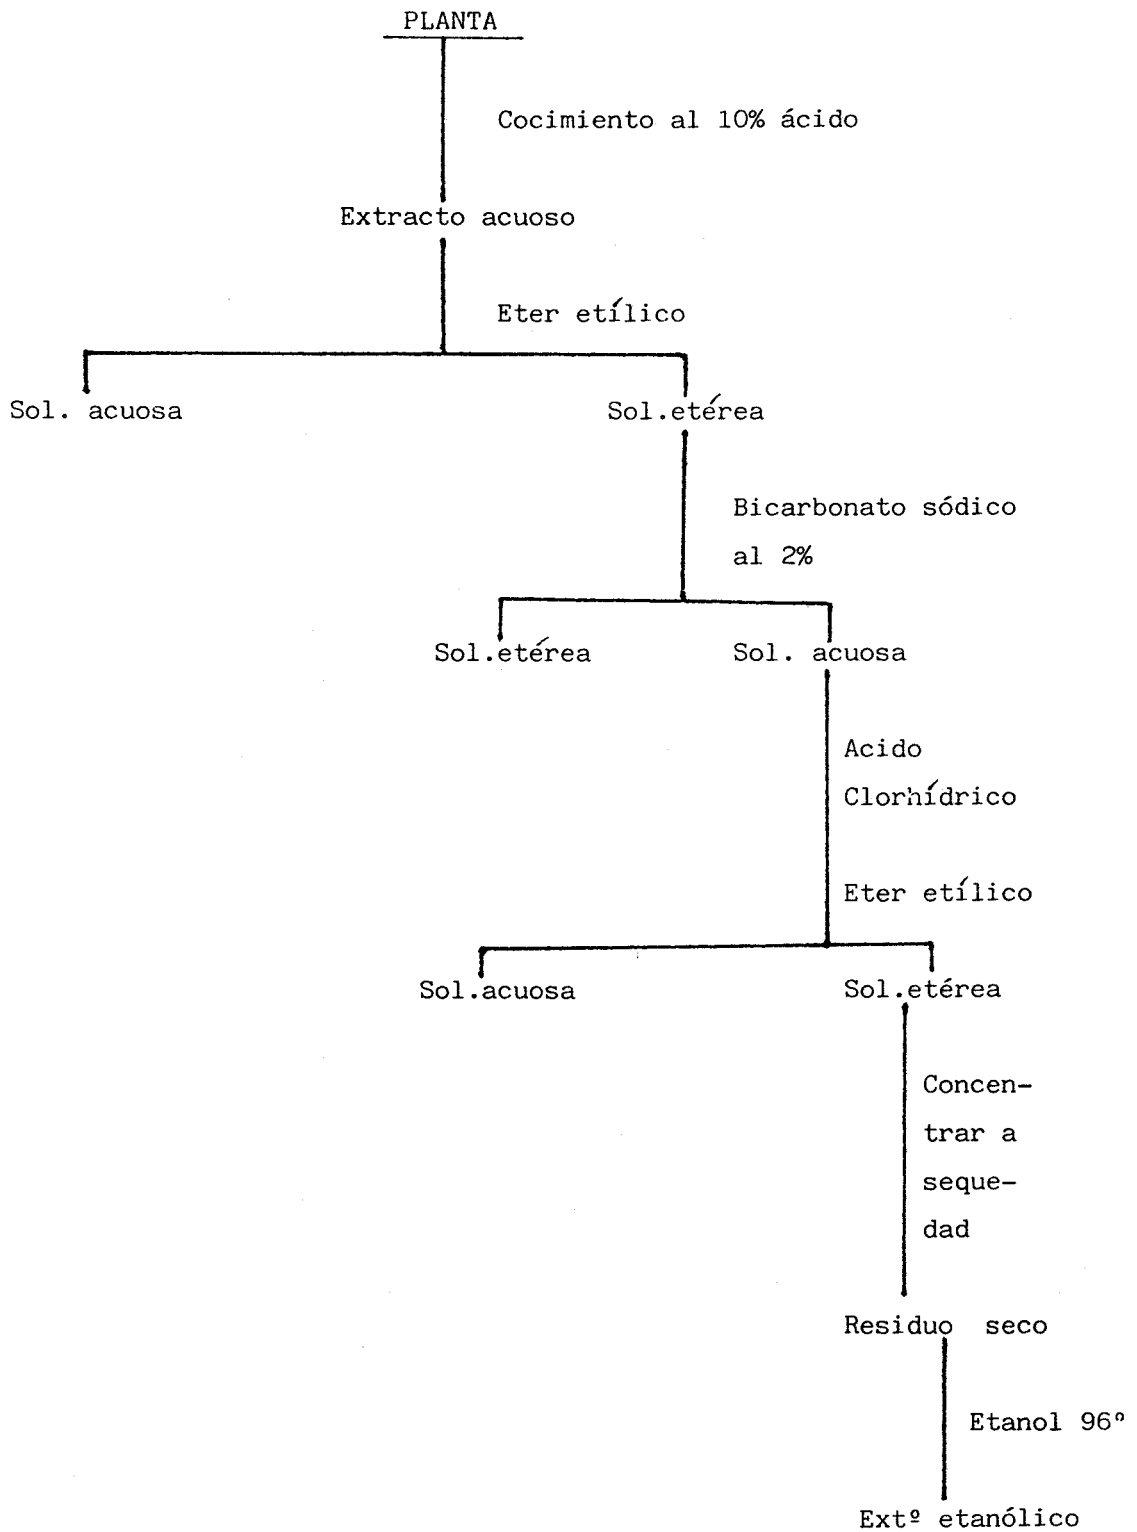 PLANTA
Cocimiento al 10% ácido
Extracto acuoso
Eter etílico
Sol. acuosa
Sol.etérea
Bicarbonato sódico
al 2%
Sol.etérea
Sol. acuosa
Acido
Clorhídrico
Eter etílico
Sol.acuosa
Sol.etérea
Concen-
trar a
seque-
dad
Residuo seco
Etanol 96º
Extº etanólico